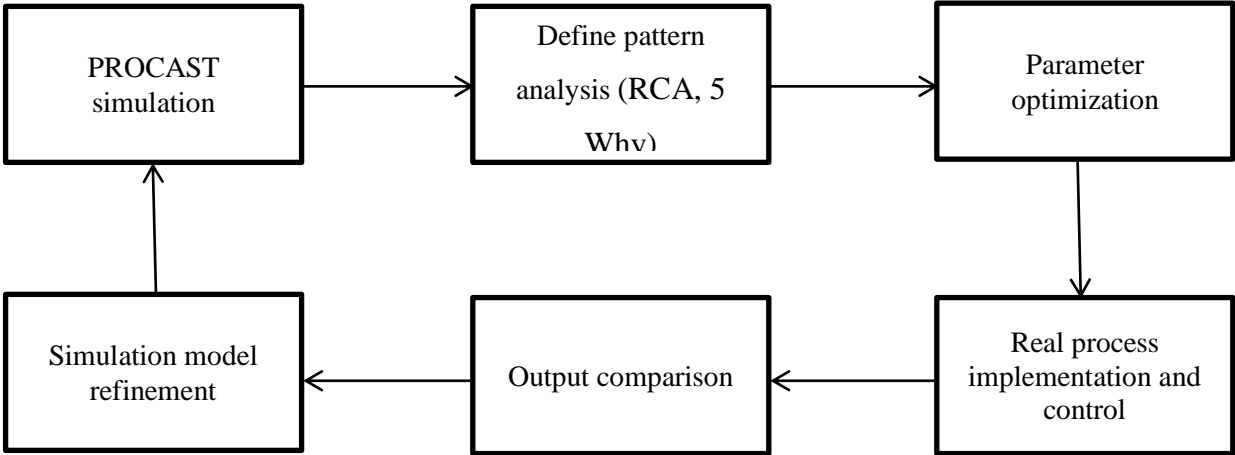 PROCAST
simulation
Define pattern
analysis (RCA, 5
Why)
Parameter
optimization
Simulation model
refinement
Output comparison
Real process
implementation and
control